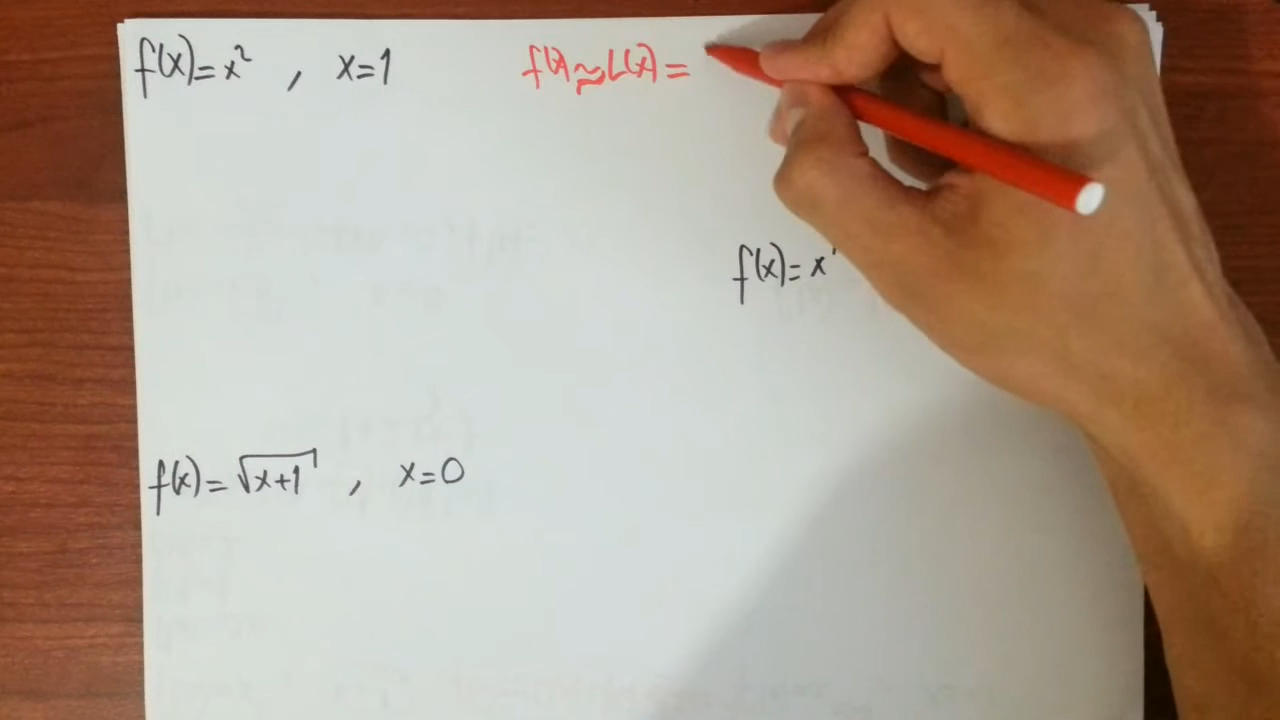 f(x)=x² , x=1
f(x)≈L(x)=
f(x)=x
f(x)=√x+1 , x=0